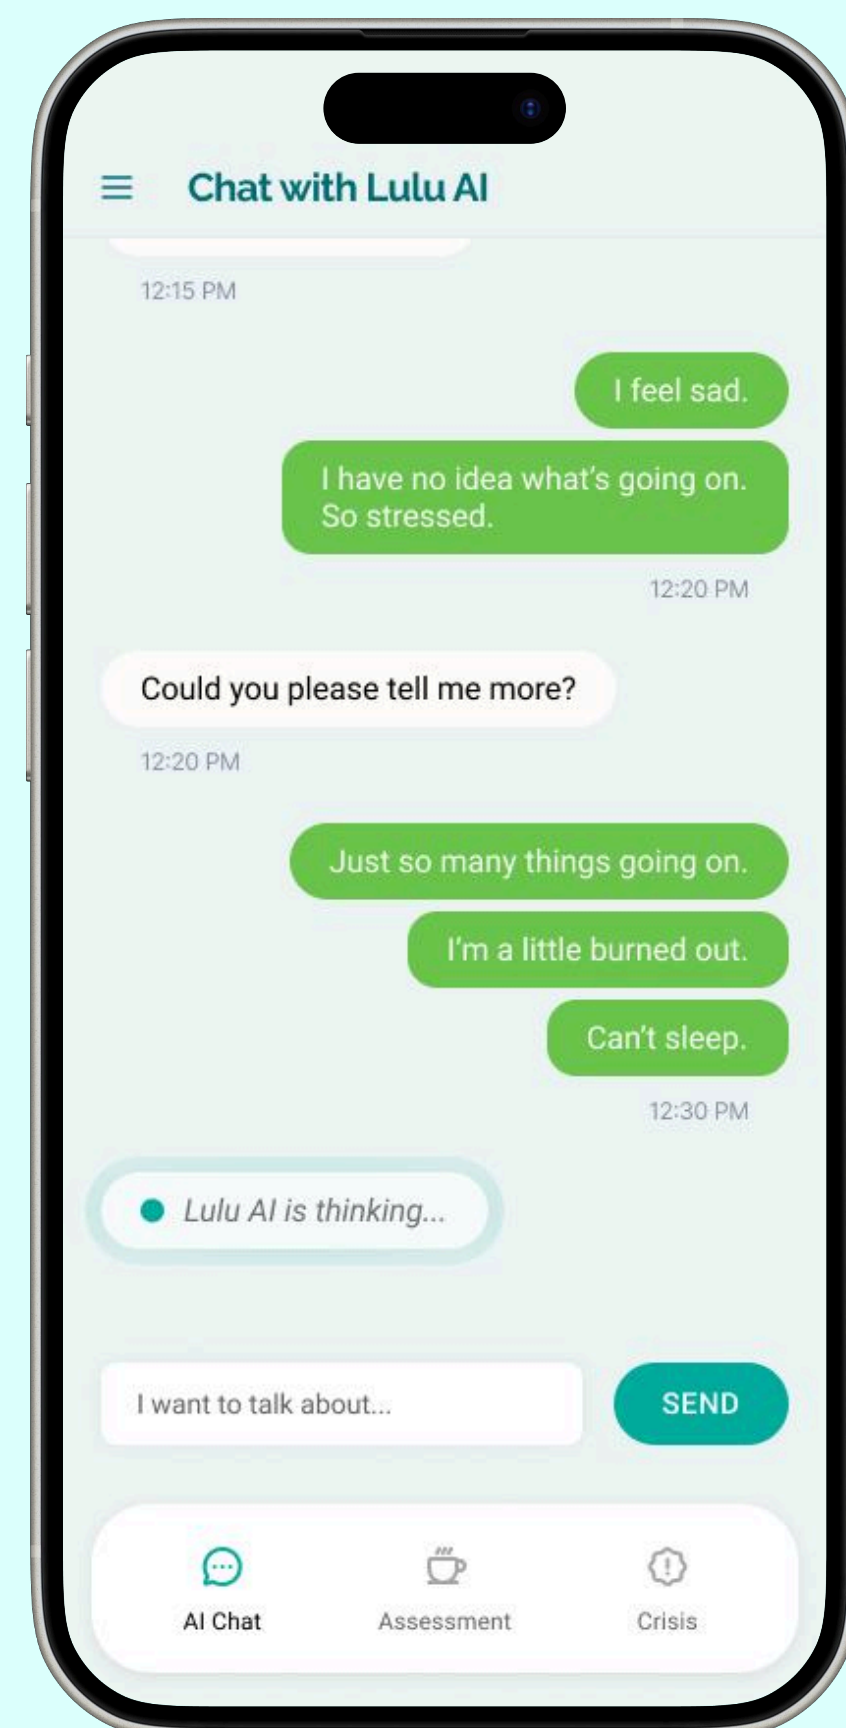 Chat with Lulu AI
12:15 PM
I feel sad.
I have no idea what's going on.
So stressed.
12:20 PM
Could you please tell me more?
12:20 PM
Just so many things going on.
I'm a little burned out.
Can't sleep.
12:30 PM
Lulu AI is thinking...
I want to talk about...
SEND
AI Chat
Assessment
Crisis